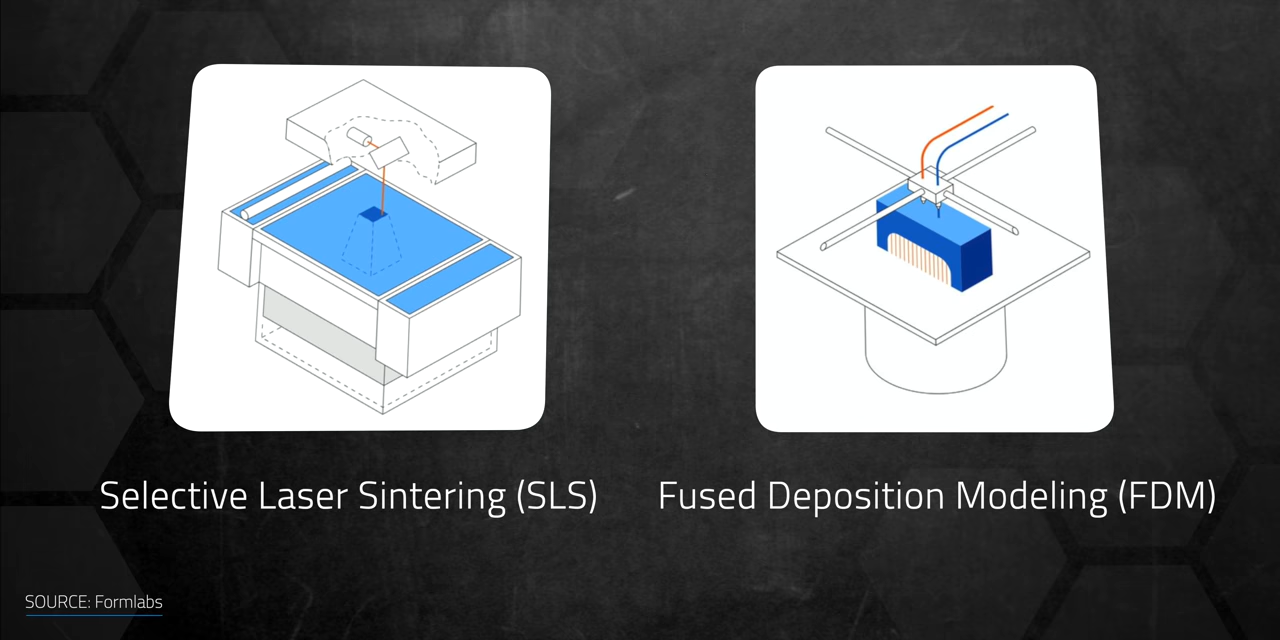 Selective Laser Sintering (SLS)
Fused Deposition Modeling (FDM)
SOURCE: Formlabs